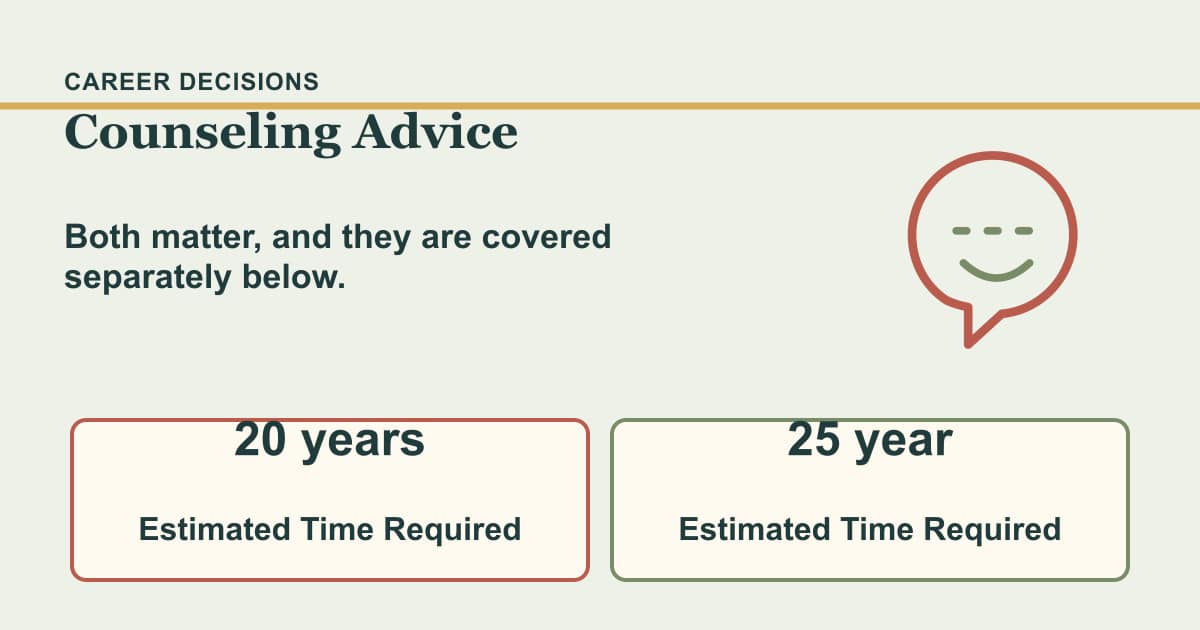 CAREER DECISIONS
Counseling Advice
Both matter, and they are covered
separately below.
20 years
Estimated Time Required
25 year
Estimated Time Required